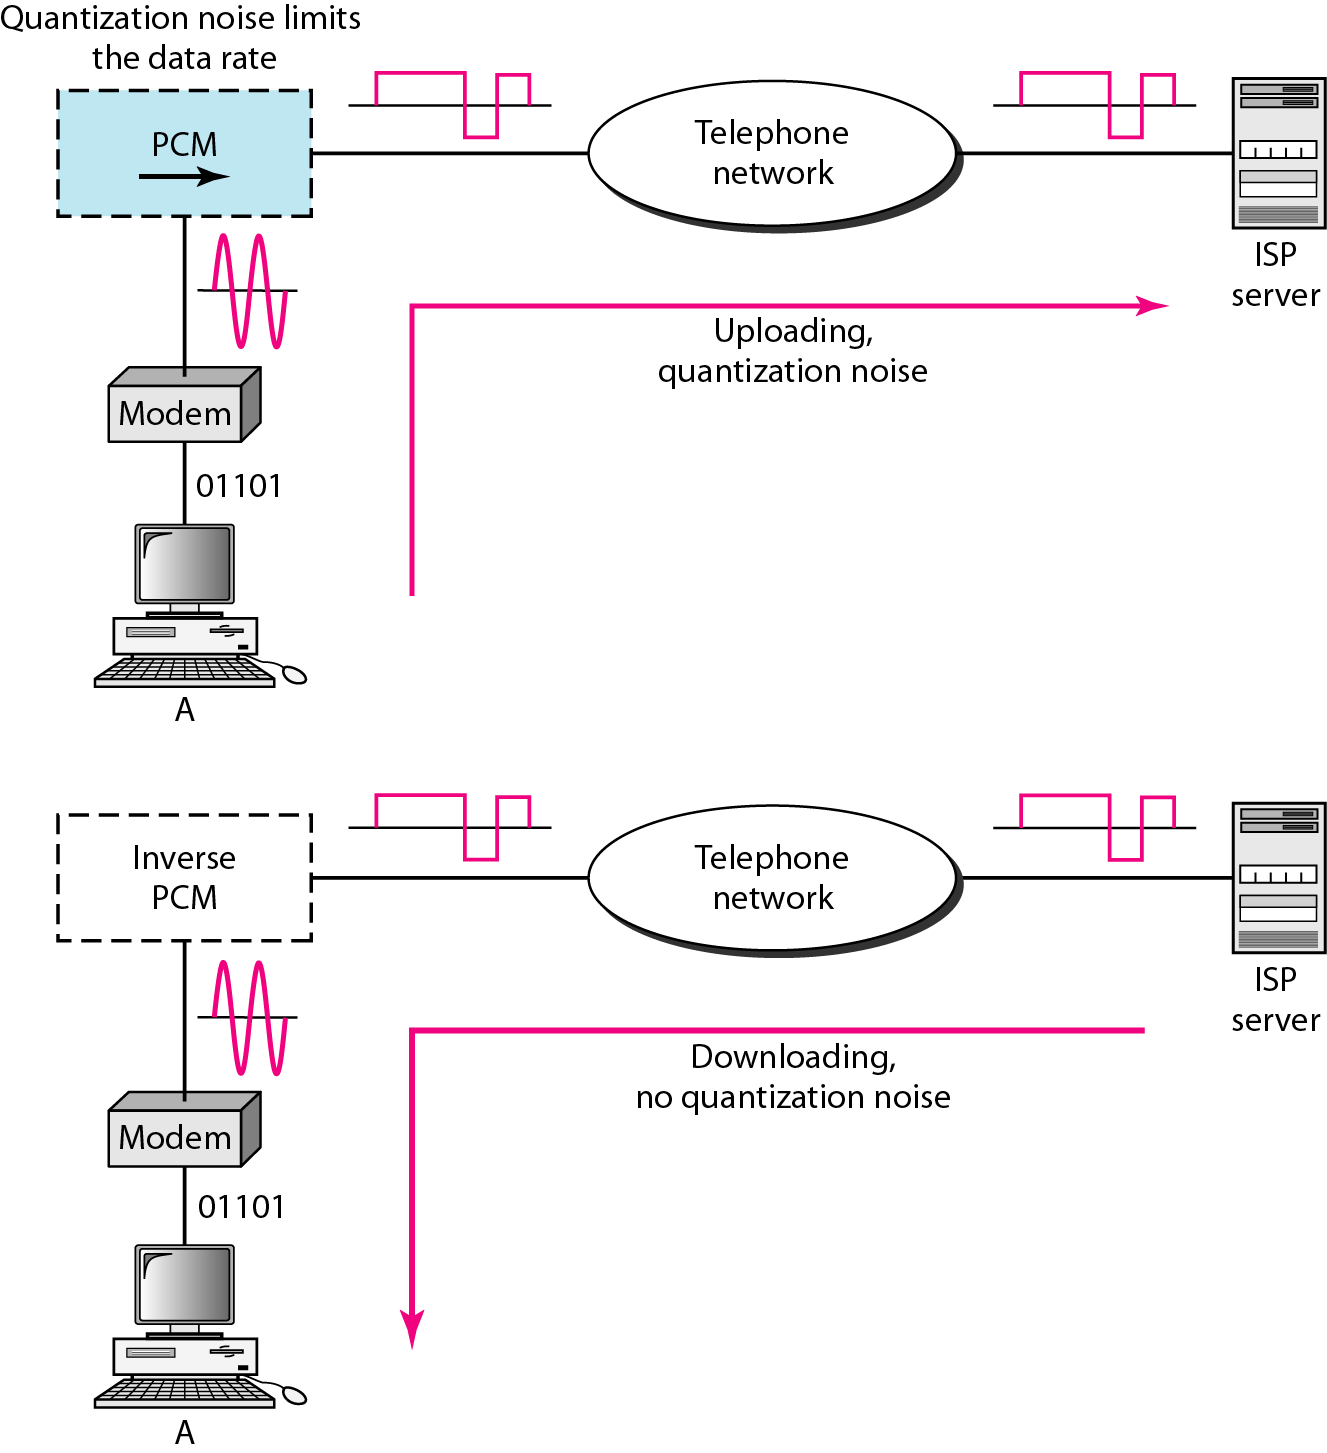 Quantization noise limits
the data rate
PCM
Telephone
network
ISP
server
Uploading,
quantization noise
Modem
01101
A
Inverse
PCM
Telephone
network
ISP
server
Downloading,
no quantization noise
Modem
01101
A